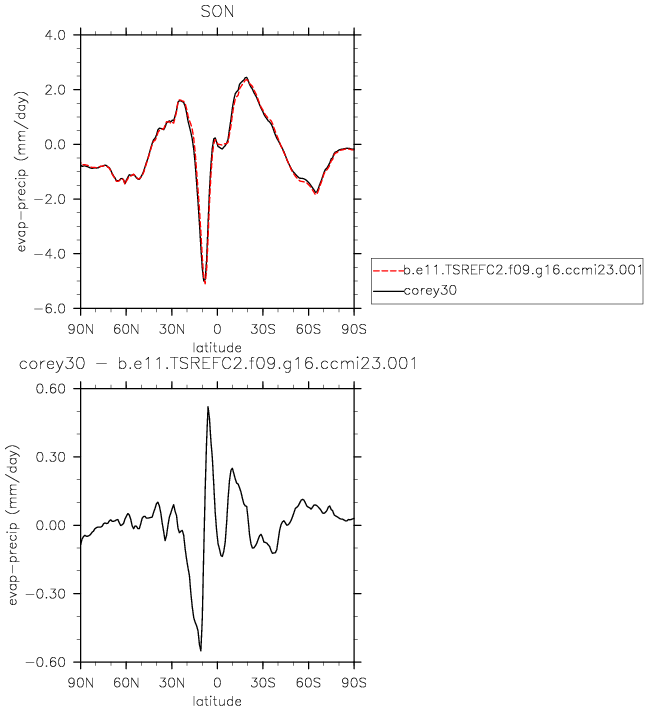 SON
4.0
2.0
0.0
−2.0
−4.0
−6.0
evap−precip (mm/day)
90N 60N 30N 0 30S 60S 90S
latitude
b.e11.TSREFC2.f09.g16.ccmi23.001
corey30
corey30 − b.e11.TSREFC2.f09.g16.ccmi23.001
0.60
0.30
0.00
−0.30
−0.60
evap−precip (mm/day)
90N 60N 30N 0 30S 60S 90S
latitude